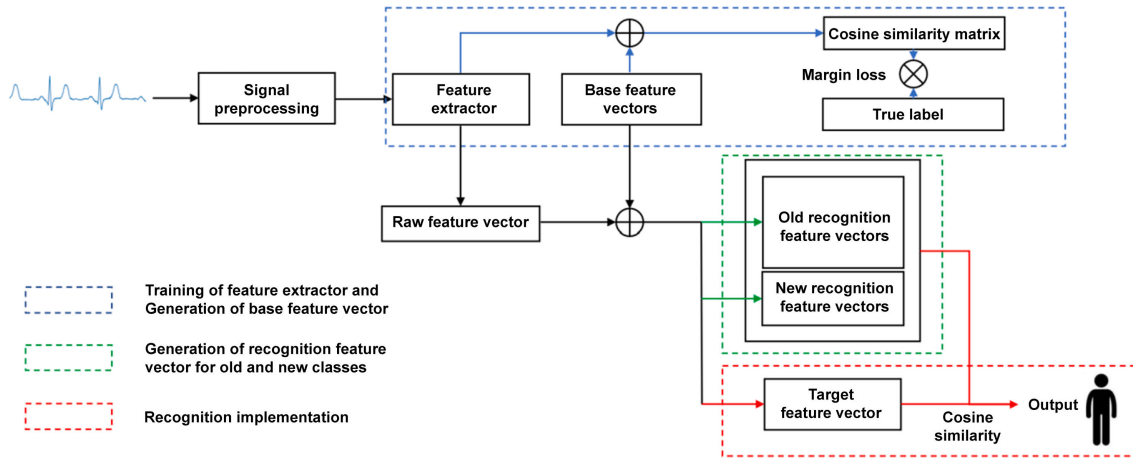 Cosine similarity matrix
Margin loss
True label
Signal
preprocessing
Feature
extractor
Base feature
vectors
Raw feature vector
Old recognition
feature vectors
New recognition
feature vectors
Training of feature extractor and
Generation of base feature vector
Generation of recognition feature
vector for old and new classes
Recognition implementation
Target
feature vector
Cosine
similarity
Output